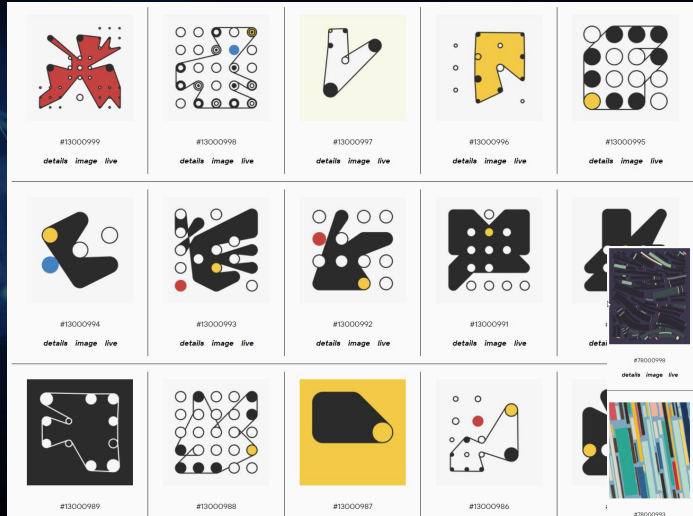 #13000999 #13000998 #13000997 #13000996 #13000995
details image live details image live details image live details image live details image live
#13000994 #13000993 #13000992 #13000991
details image live details image live details image live details image live
#78000998
details image live
#13000989 #13000988 #13000987 #13000986
#78000993